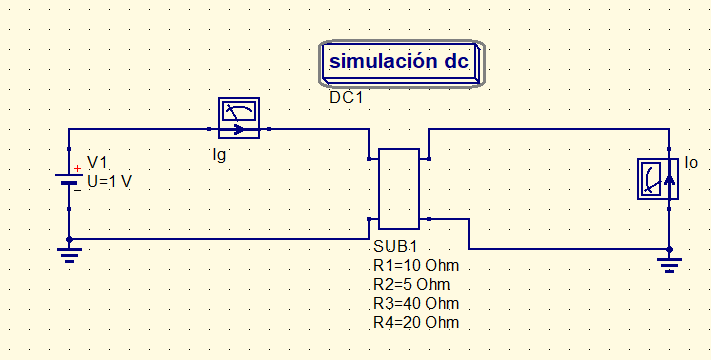 simulación dc
DC1
Ig
V1
U=1 V
Io
SUB1
R1=10 Ohm
R2=5 Ohm
R3=40 Ohm
R4=20 Ohm